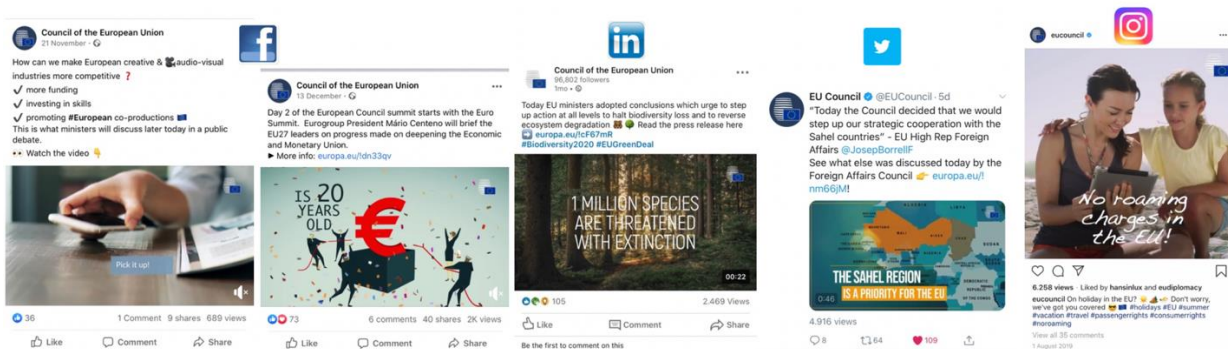 Council of the European Union
21 November
How can we make European creative & audio-visual
industries more competitive ❓
✓ more funding
✓ investing in skills
✓ promoting #European co-productions 🇪🇺
This is what ministers will discuss later today in a public
debate.
👀 Watch the video 👇
Pick it up!
36
1 Comment 9 shares 689 views
Like Comment Share
Council of the European Union
13 December
Day 2 of the European Council summit starts with the Euro
Summit. Eurogroup President Mário Centeno will brief the
EU27 leaders on progress made on deepening the Economic
and Monetary Union.
▶ More info: europa.eu/!dn33qv
IS 20
YEARS
OLD
€
73
6 comments 40 shares 2K views
Like Comment Share
in
Council of the European Union
96,802 followers
1mo
Today EU ministers adopted conclusions which urge to step
up action at all levels to halt biodiversity loss and to reverse
ecosystem degradation 🐻🌳 Read the press release here
➡ europa.eu/!cF67mR
#Biodiversity2020 #EUGreenDeal
1 MILLION SPECIES
ARE THREATENED
WITH EXTINCTION
00:22
105
2.469 Views
Like Comment Share
Be the first to comment on this
EU Council @EUCouncil · 5d
"Today the Council decided that we would
step up our strategic cooperation with the
Sahel countries" - EU High Rep Foreign
Affairs @JosepBorrellF
See what else was discussed today by the
Foreign Affairs Council 👉 europa.eu/!
nm66jM!
THE SAHEL REGION
IS A PRIORITY FOR THE EU
0:46
4.916 views
8 64 109
eucouncil
No roaming
charges in
the EU!
6.258 views · Liked by hansinlux and eudiplomacy
eucouncil On holiday in the EU? Don't worry,
we've got you covered 😎 🇪🇺 #holidays #EU #summer
#vacation #travel #passengerrights #consumerrights
#noroaming
View all 35 comments
1 August 2019